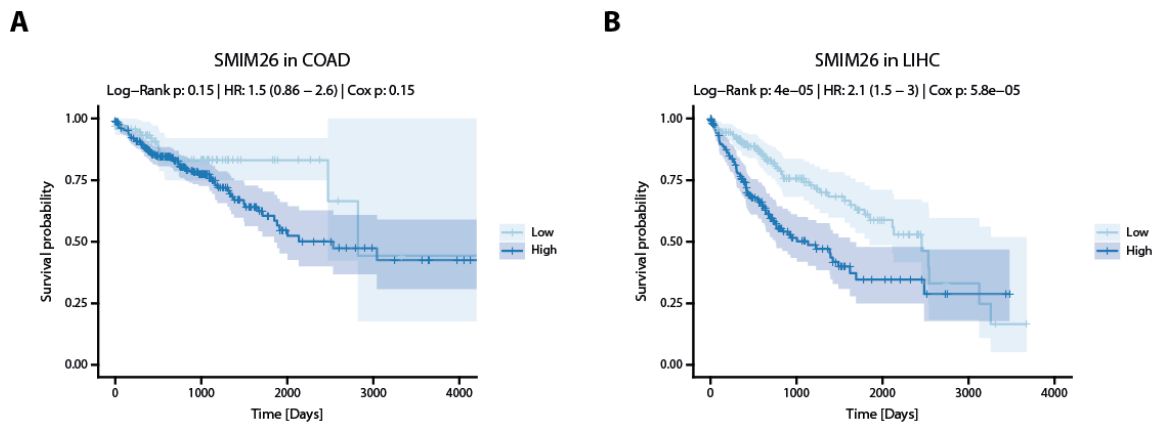 A
SMIM26 in COAD
Log–Rank p: 0.15 | HR: 1.5 (0.86 – 2.6) | Cox p: 0.15
1.00
0.75
0.50
0.25
0.00
Survival probability
0 1000 2000 3000 4000
Time [Days]
Low
High
B
SMIM26 in LIHC
Log–Rank p: 4e–05 | HR: 2.1 (1.5 – 3) | Cox p: 5.8e–05
1.00
0.75
0.50
0.25
0.00
Survival probability
0 1000 2000 3000 4000
Time [Days]
Low
High